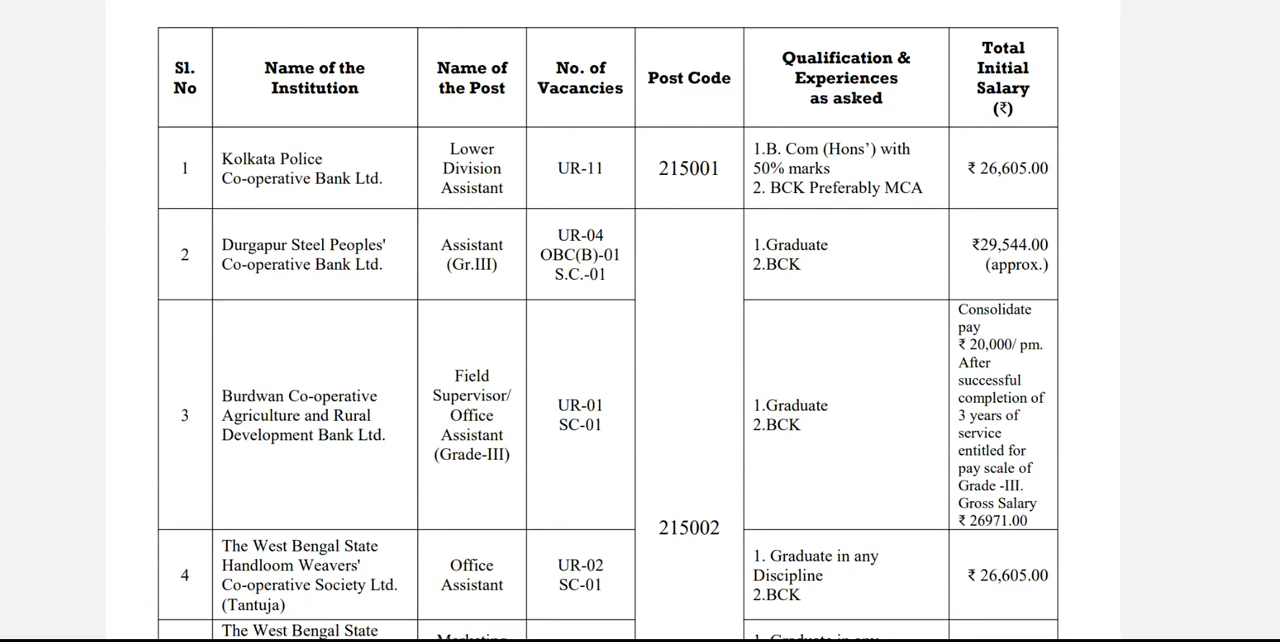 Sl.
No
Name of the
Institution
Name of
the Post
No. of
Vacancies
Post Code
Qualification &
Experiences
as asked
Total
Initial
Salary
(₹)
1
Kolkata Police
Co-operative Bank Ltd.
Lower
Division
Assistant
UR-11
215001
1.B. Com (Hons') with
50% marks
2. BCK Preferably MCA
₹ 26,605.00
2
Durgapur Steel Peoples'
Co-operative Bank Ltd.
Assistant
(Gr.III)
UR-04
OBC(B)-01
S.C.-01
1.Graduate
2.BCK
₹29,544.00
(approx.)
3
Burdwan Co-operative
Agriculture and Rural
Development Bank Ltd.
Field
Supervisor/
Office
Assistant
(Grade-III)
UR-01
SC-01
215002
1.Graduate
2.BCK
Consolidate
pay
₹ 20,000/ pm.
After
successful
completion of
3 years of
service
entitled for
pay scale of
Grade -III.
Gross Salary
₹ 26971.00
4
The West Bengal State
Handloom Weavers'
Co-operative Society Ltd.
(Tantuja)
Office
Assistant
UR-02
SC-01
1. Graduate in any
Discipline
2.BCK
₹ 26,605.00
The West Bengal State
Marketing
1. Graduate in any